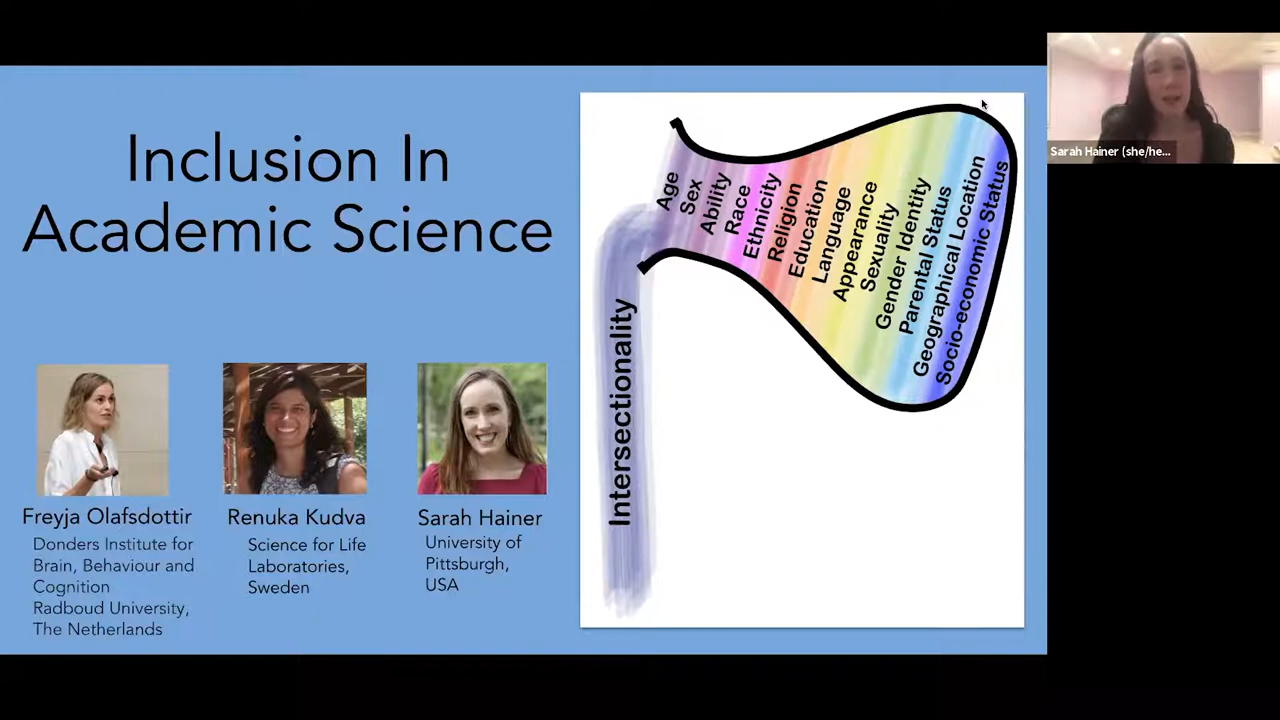 Inclusion In
Academic Science
Freyja Olafsdottir
Donders Institute for
Brain, Behaviour and
Cognition
Radboud University,
The Netherlands
Renuka Kudva
Science for Life
Laboratories,
Sweden
Sarah Hainer
University of
Pittsburgh,
USA
Intersectionality
Age
Sex
Ability
Race
Ethnicity
Religion
Education
Language
Appearance
Sexuality
Gender Identity
Parental Status
Geographical Location
Socio-economic Status
Sarah Hainer (she/he...